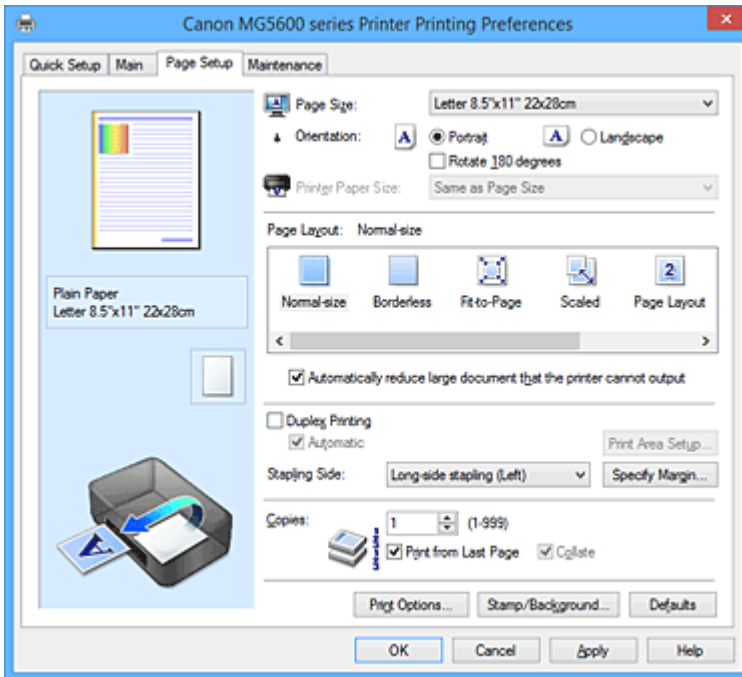 Canon MG5600 series Printer Printing Preferences
Quick Setup Main Page Setup Maintenance
Page Size: Letter 8.5"x11" 22x28cm
Orientation: A Portrait A Landscape
Rotate 180 degrees
Printer Paper Size: Same as Page Size
Page Layout: Normal-size
2
Normal-size Borderless Fit-to-Page Scaled Page Layout
Plain Paper
Letter 8.5"x11" 22x28cm
Automatically reduce large document that the printer cannot output
Duplex Printing
Automatic
Print Area Setup...
Stapling Side: Long-side stapling (Left) Specify Margin...
Copies: 1 (1-999)
Print from Last Page Collate
A
Print Options... Stamp/Background... Defaults
OK Cancel Apply Help